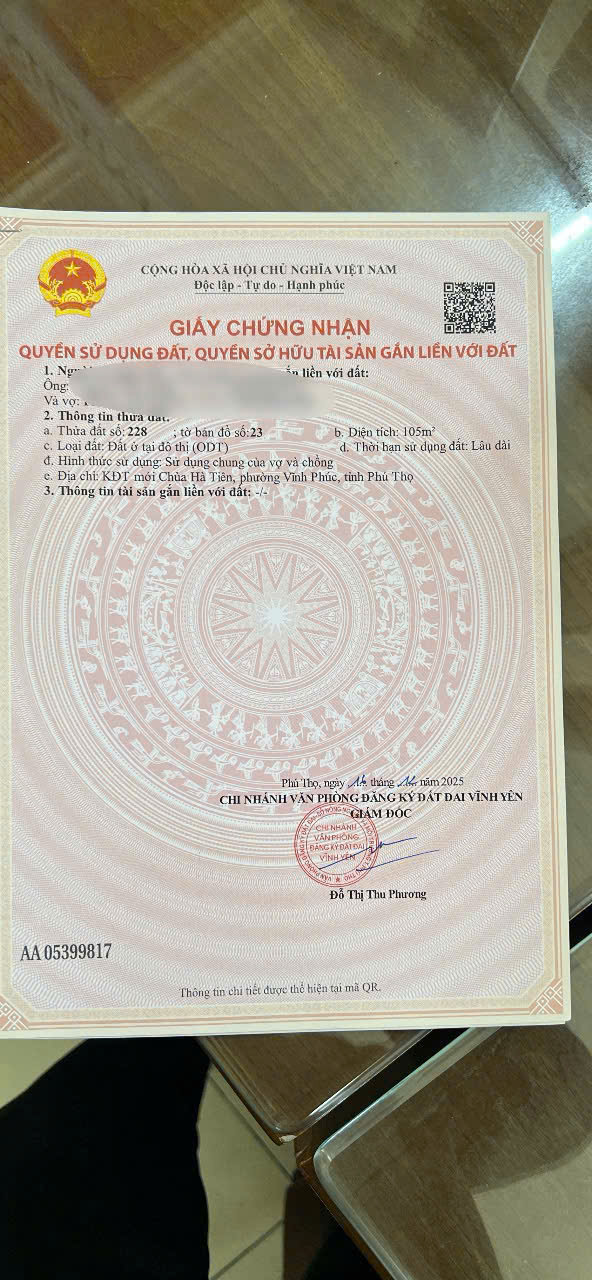 CỘNG HÒA XÃ HỘI CHỦ NGHĨA VIỆT NAM
Độc lập - Tự do - Hạnh phúc
GIẤY CHỨNG NHẬN
QUYỀN SỬ DỤNG ĐẤT, QUYỀN SỞ HỮU TÀI SẢN GẮN LIỀN VỚI ĐẤT
1. liền với đất:
Ông:
Và vợ:
2. Thông tin thửa đất:
a. Thửa đất số: 228 ; tờ bản đồ số: 23 b. Diện tích: 105m²
c. Loại đất: Đất ở tại đô thị (ODT) d. Thời hạn sử dụng đất: Lâu dài
đ. Hình thức sử dụng: Sử dụng chung của vợ và chồng
e. Địa chỉ: KĐT mới Chùa Hà Tiên, phường Vĩnh Phúc, tỉnh Phú Thọ
3. Thông tin tài sản gắn liền với đất: -/-
Phú Thọ, ngày tháng 12 năm 2025
CHI NHÁNH VĂN PHÒNG ĐĂNG KÝ ĐẤT ĐAI VĨNH YÊN
GIÁM ĐỐC
CHI NHÁNH
VĂN PHÒNG
ĐĂNG KÝ ĐẤT ĐAI
VĨNH YÊN
Đỗ Thị Thu Phương
AA 05399817
Thông tin chi tiết được thể hiện tại mã QR.